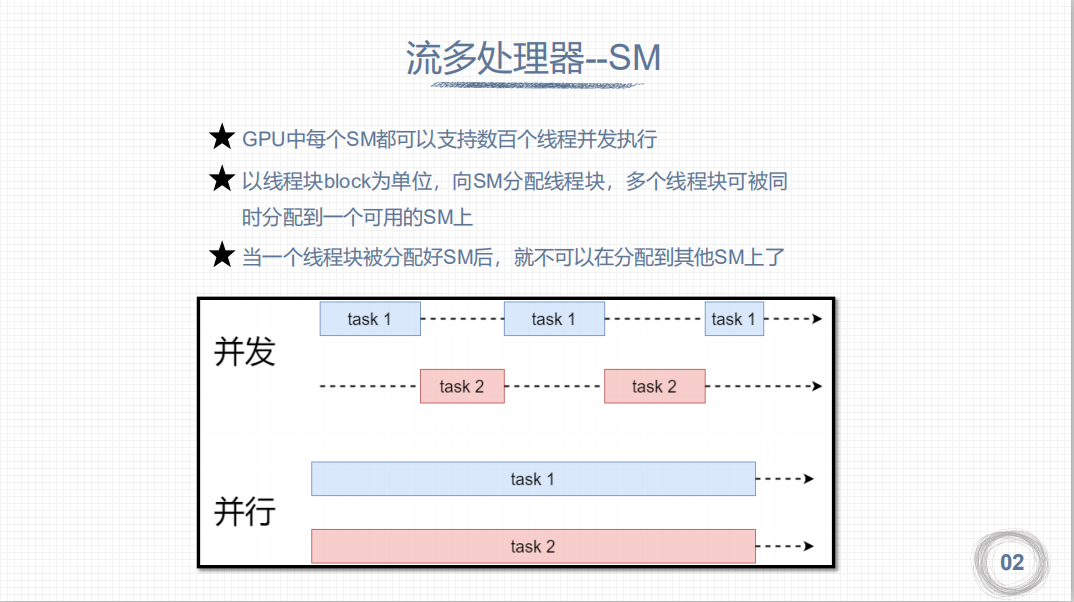 流多处理器--SM
GPU中每个SM都可以支持数百个线程并发执行
以线程块block为单位，向SM分配线程块，多个线程块可被同
时分配到一个可用的SM上
当一个线程块被分配好SM后，就不可以在分配到其他SM上了
task 1 task 1 task 1
并发
task 2 task 2
task 1
并行
task 2
02